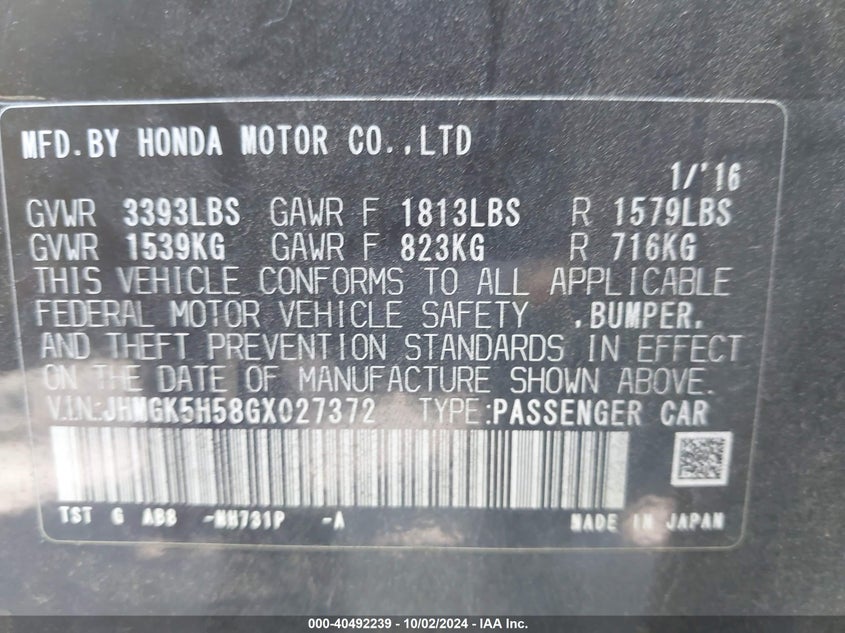 MFD.BY HONDA MOTOR CO.,LTD
1/'16
GVWR 3393LBS GAWR F 1813LBS R 1579LBS
GVWR 1539KG GAWR F 823KG R 716KG
THIS VEHICLE CONFORMS TO ALL APPLICABLE
FEDERAL MOTOR VEHICLE SAFETY ,BUMPER,
AND THEFT PREVENTION STANDARDS IN EFFECT
ON THE DATE OF MANUFACTURE SHOWN ABOVE.
V.I.N:JHMGK5H58GX027372 TYPE:PASSENGER CAR
TST G ABB -NH731P -A MADE IN JAPAN
000-40492239 - 10/02/2024 - IAA Inc.